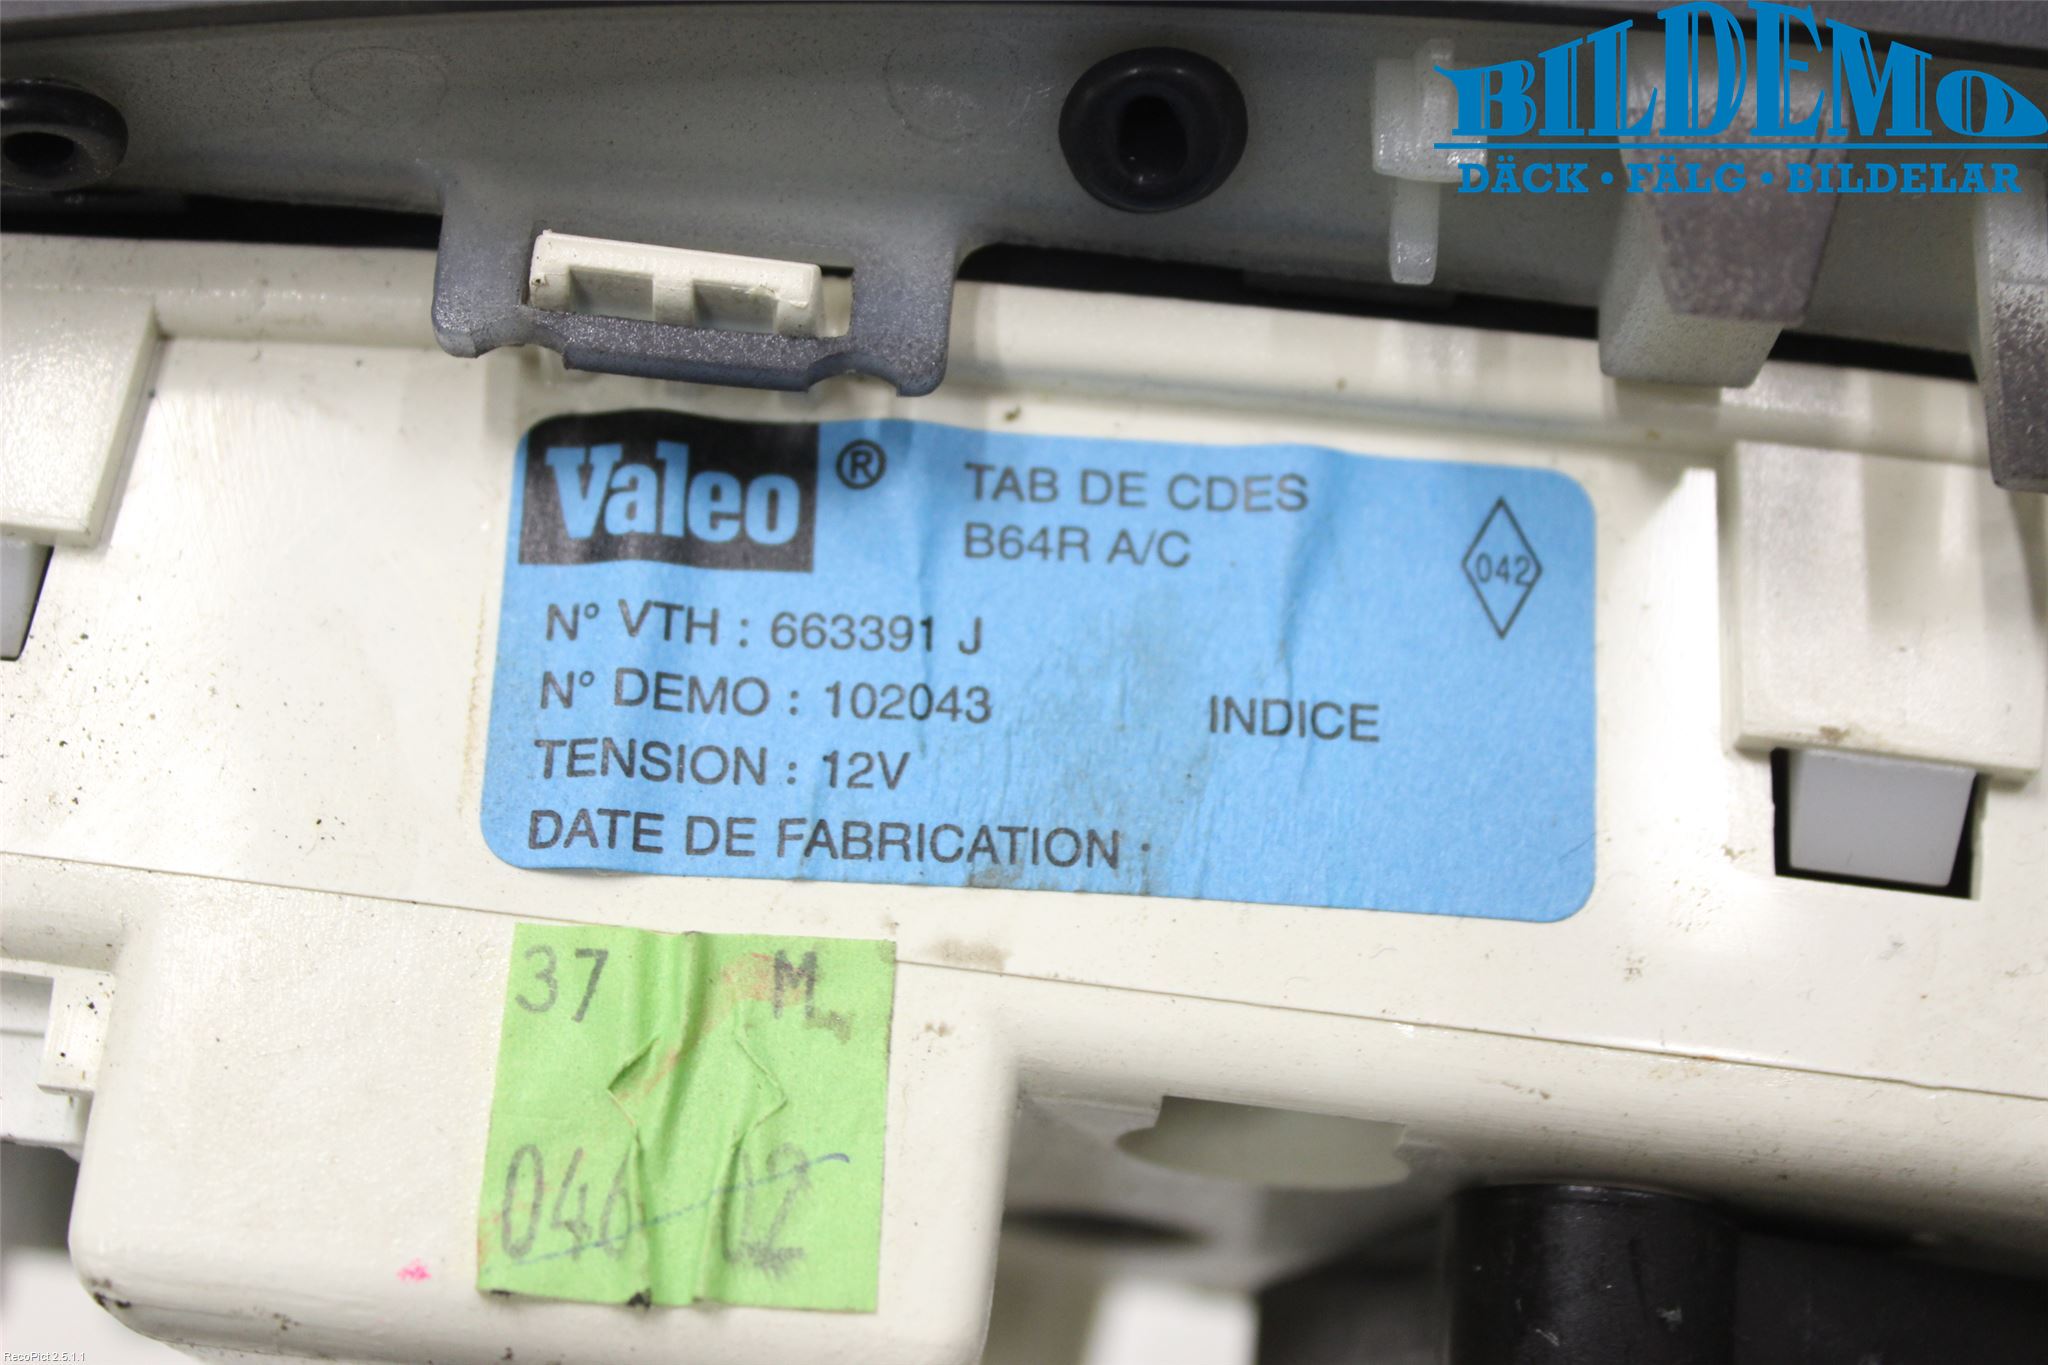 BILDEMO
DÄCK • FÄLG • BILDELAR
Valeo ®
TAB DE CDES
B64R A/C
042
N° VTH : 663391 J
N° DEMO : 102043
INDICE
TENSION : 12V
DATE DE FABRICATION :
37 M
046 02
RecoPict 2.5.1.1